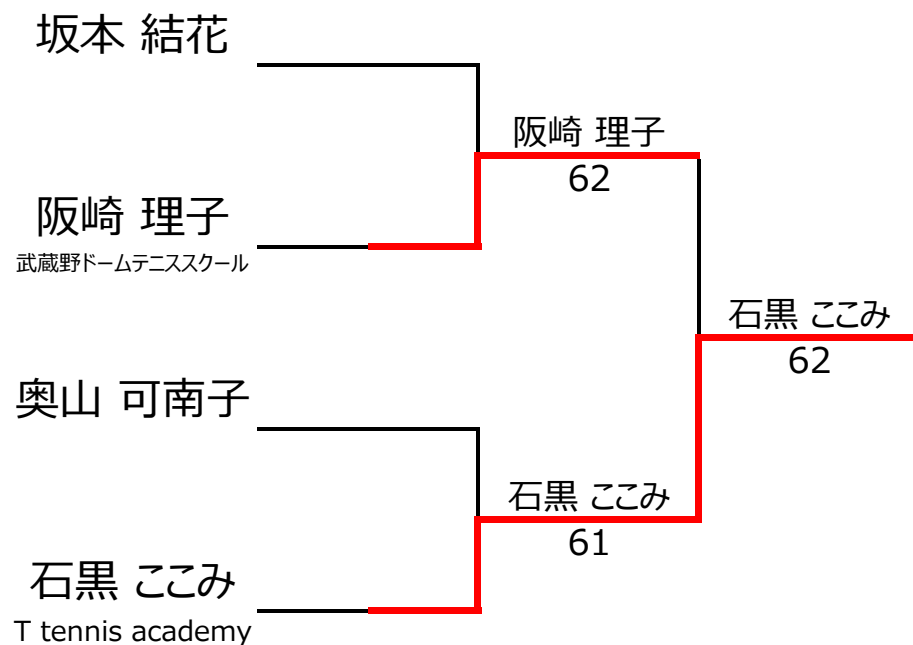 坂本 結花
阪崎 理子
62
阪崎 理子
武蔵野ドームテニススクール
石黒 ここみ
62
奥山 可南子
石黒 ここみ
61
石黒 ここみ
T tennis academy